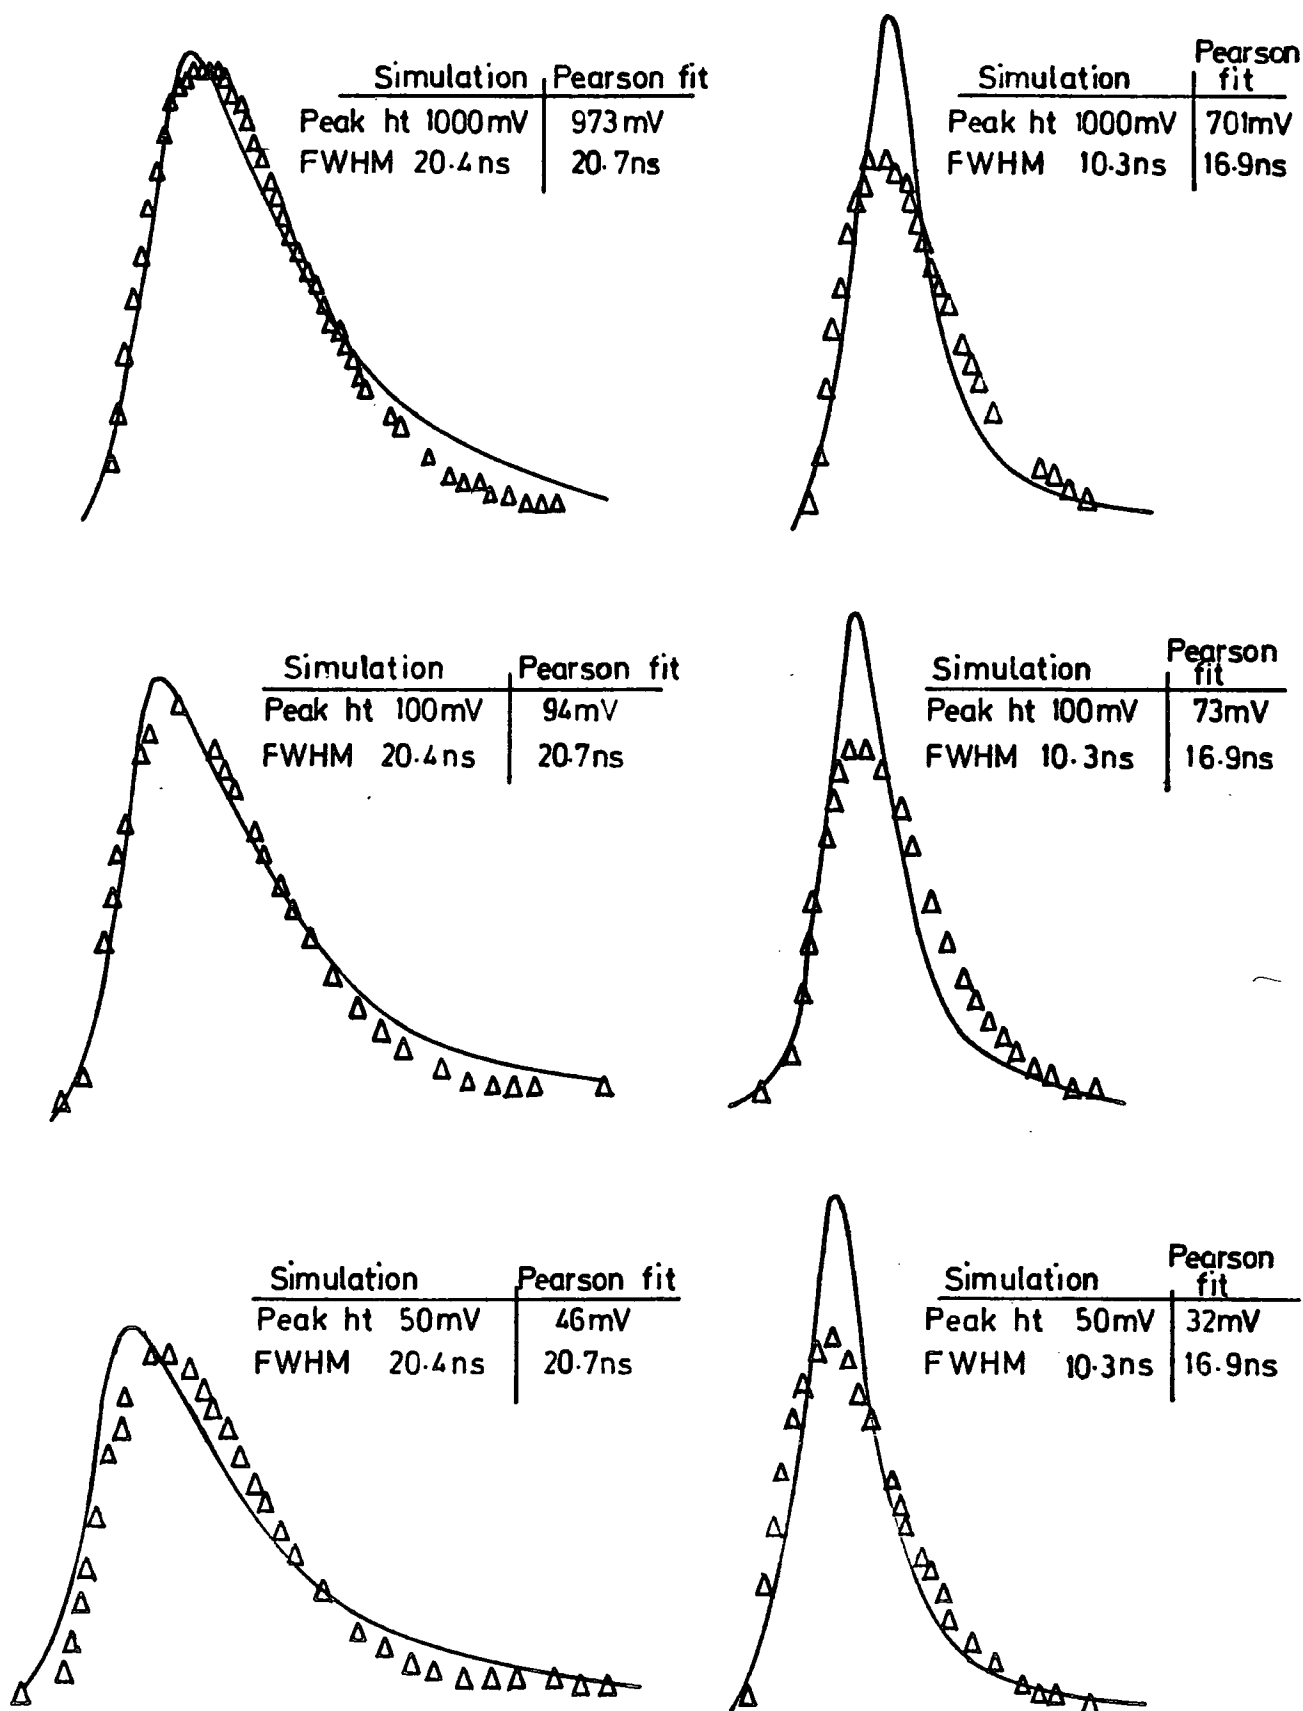 Simulation Pearson fit
Peak ht 1000mV 973mV
FWHM 20.4ns 20.7ns
Pearson
Simulation fit
Peak ht 1000mV 701mV
FWHM 10.3ns 16.9ns
Simulation Pearson fit
Peak ht 100mV 94mV
FWHM 20.4ns 20.7ns
Pearson
Simulation fit
Peak ht 100mV 73mV
FWHM 10.3ns 16.9ns
Simulation Pearson fit
Peak ht 50mV 46mV
FWHM 20.4ns 20.7ns
Pearson
Simulation fit
Peak ht 50mV 32mV
FWHM 10.3ns 16.9ns